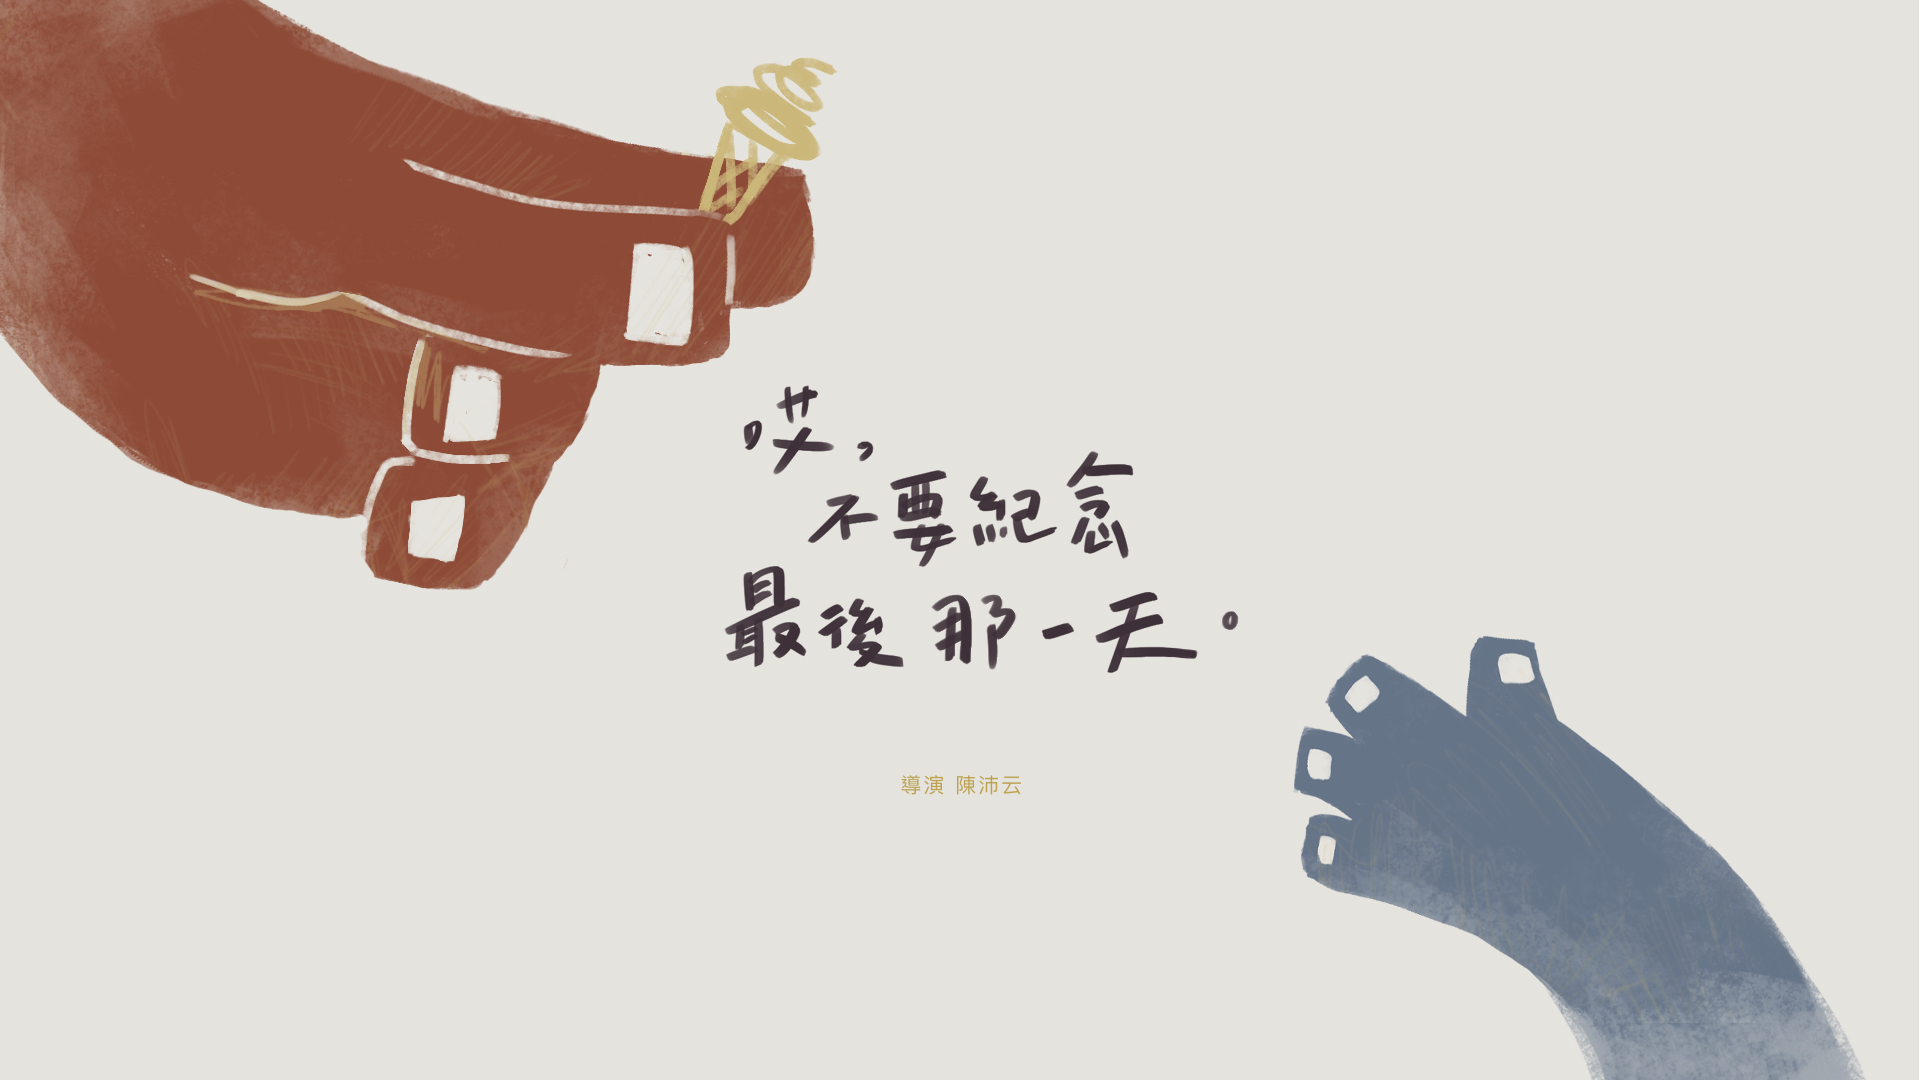 哎，
不要紀念
最後那一天。
導演 陳沛云